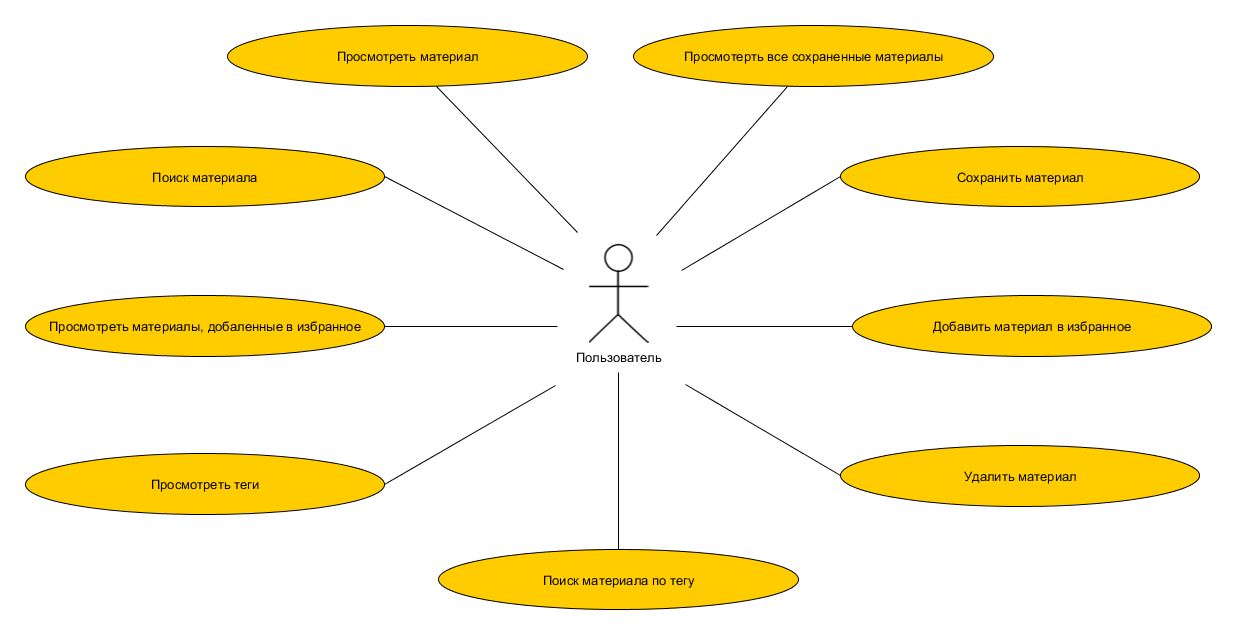 Просмотреть материал
Просмотерть все сохраненные материалы
Поиск материала
Сохранить материал
Просмотреть материалы, добаленные в избранное
Добавить материал в избранное
Пользователь
Просмотреть теги
Удалить материал
Поиск материала по тегу